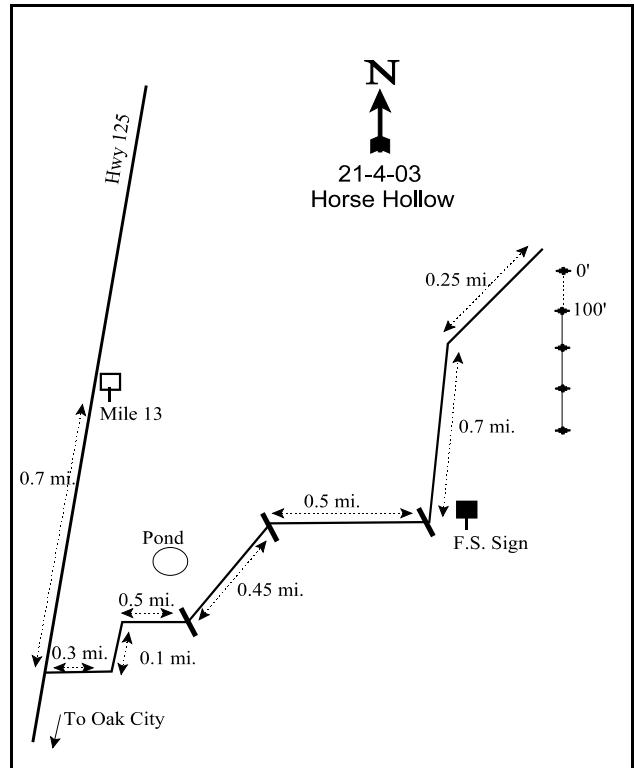 N
21-4-03
Horse Hollow
Hwy 125
0.25 mi.
0'
100'
Mile 13
0.7 mi.
0.7 mi.
0.5 mi.
F.S. Sign
Pond
0.45 mi.
0.5 mi.
0.3 mi.
0.1 mi.
To Oak City